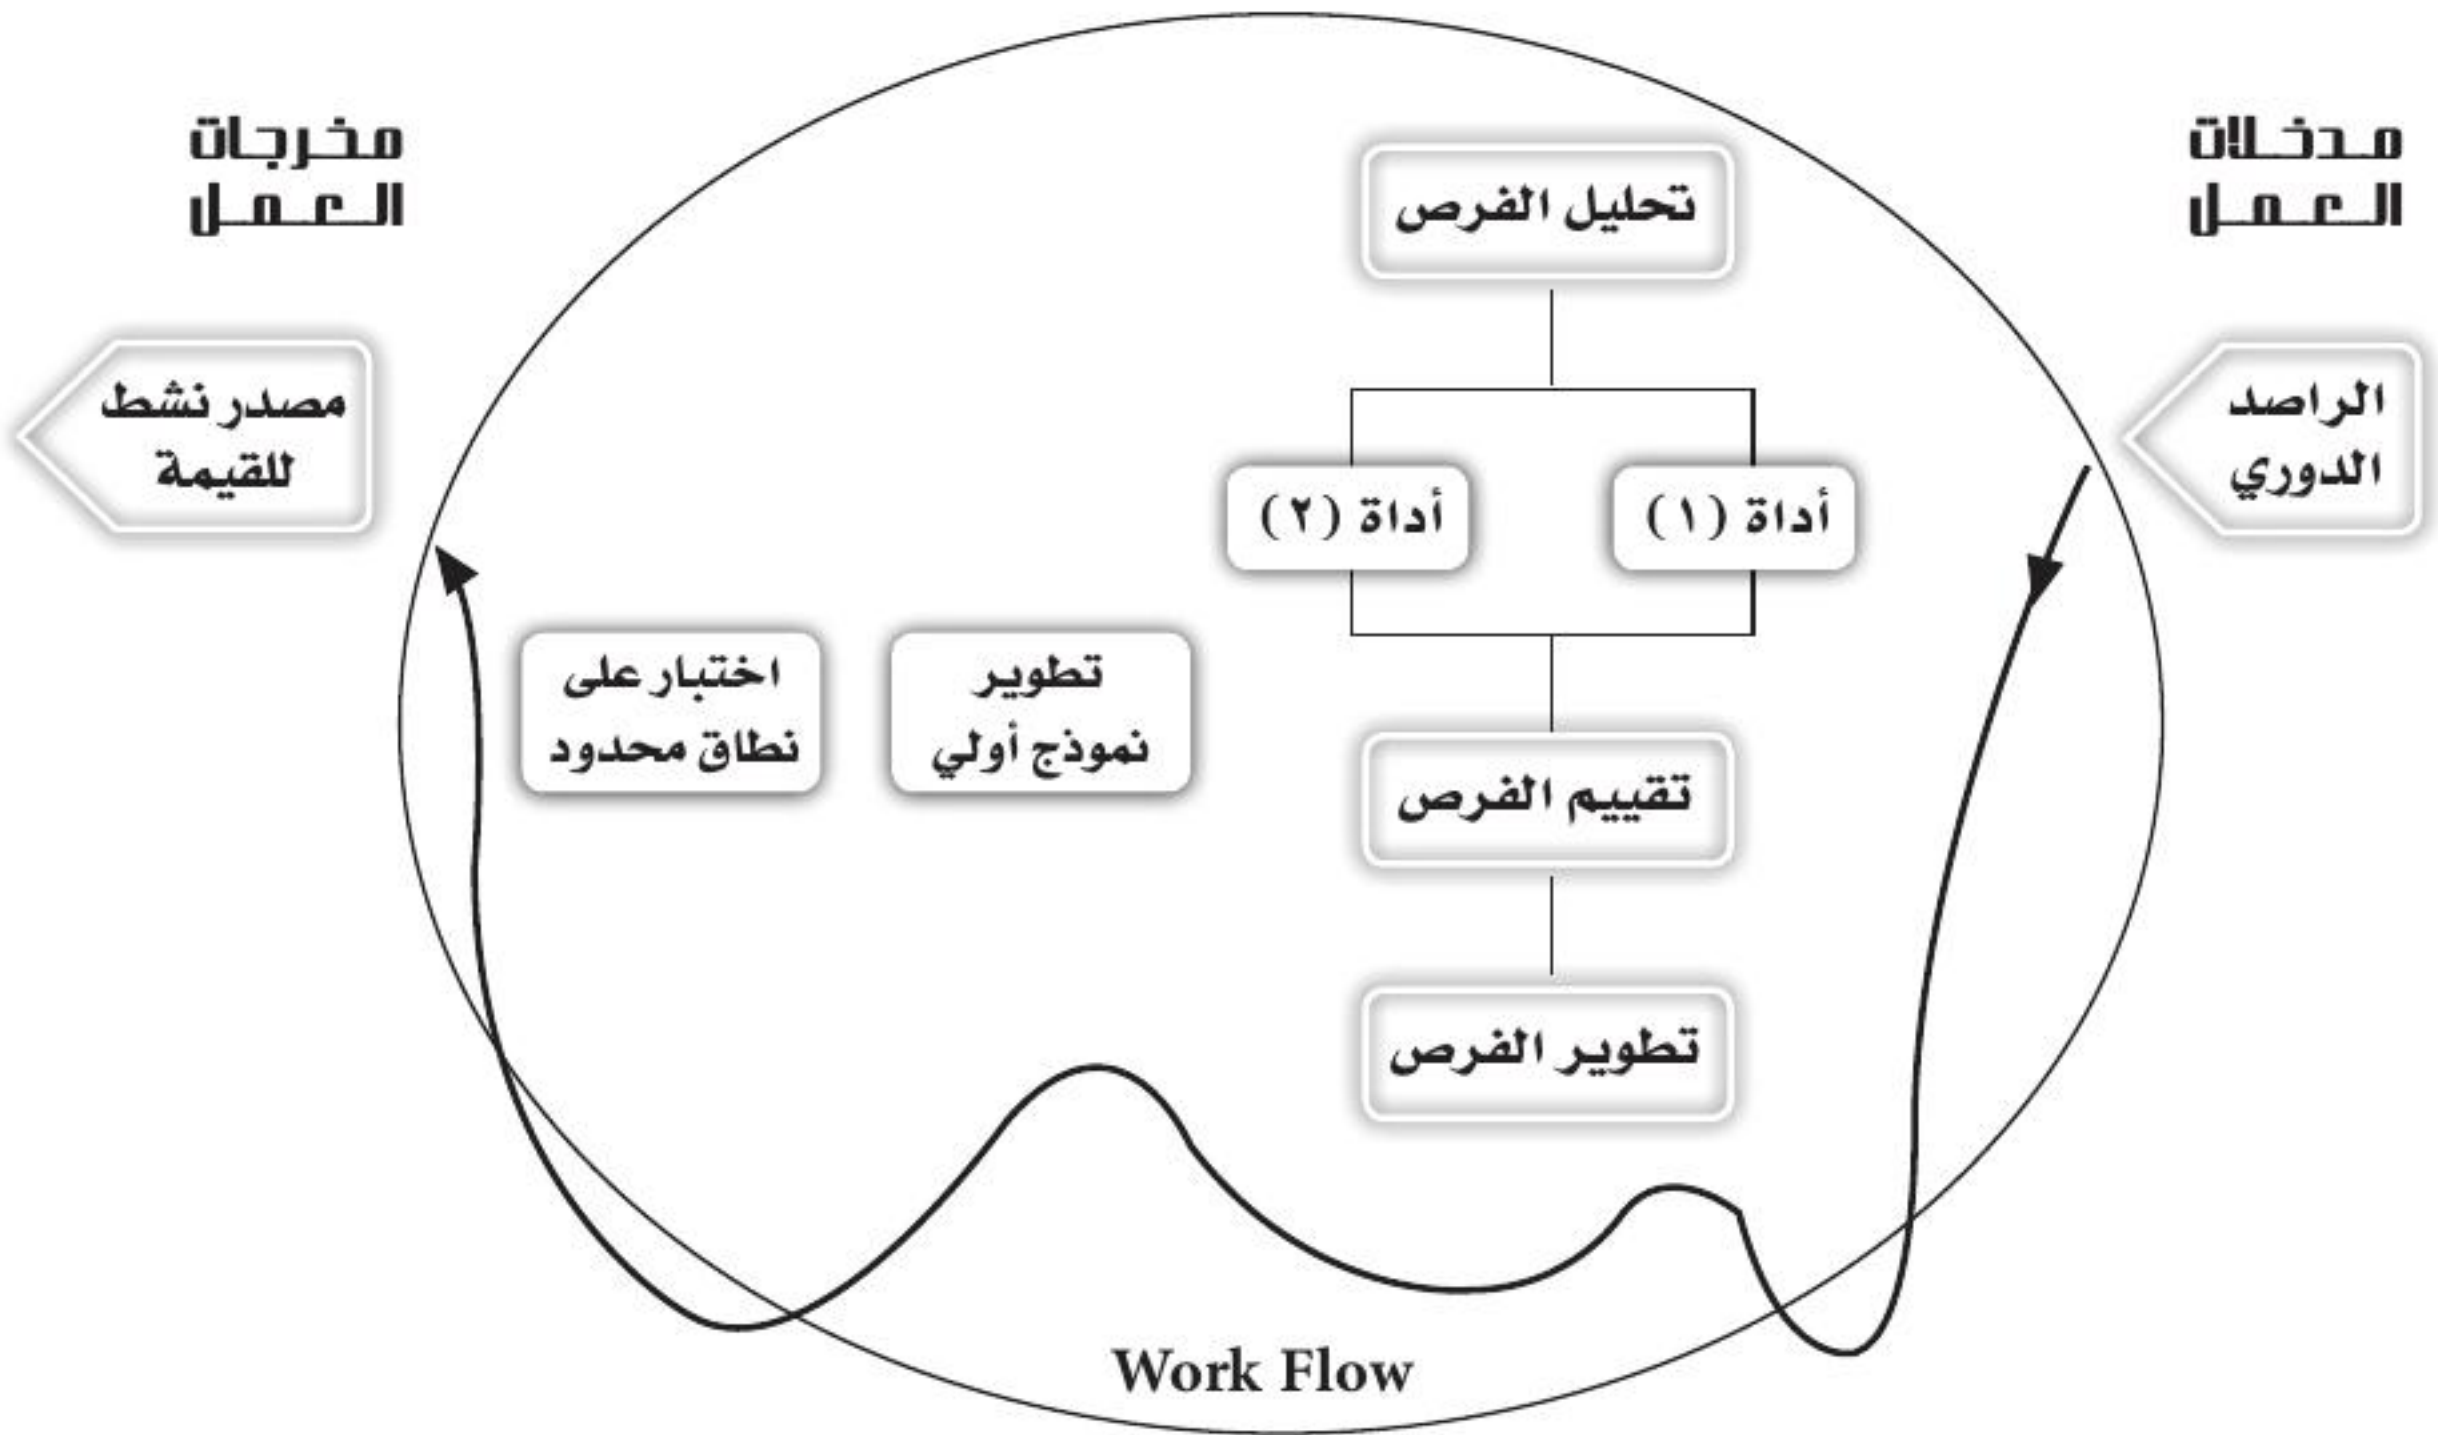 مدخلات
العمل
الراصد
الدوري
تحليل الفرص
أداة (١)
أداة (٢)
تقييم الفرص
تطوير الفرص
تطوير
نموذج أولي
اختبار على
نطاق محدود
مخرجات
العمل
مصدر نشط
للقيمة
Work Flow